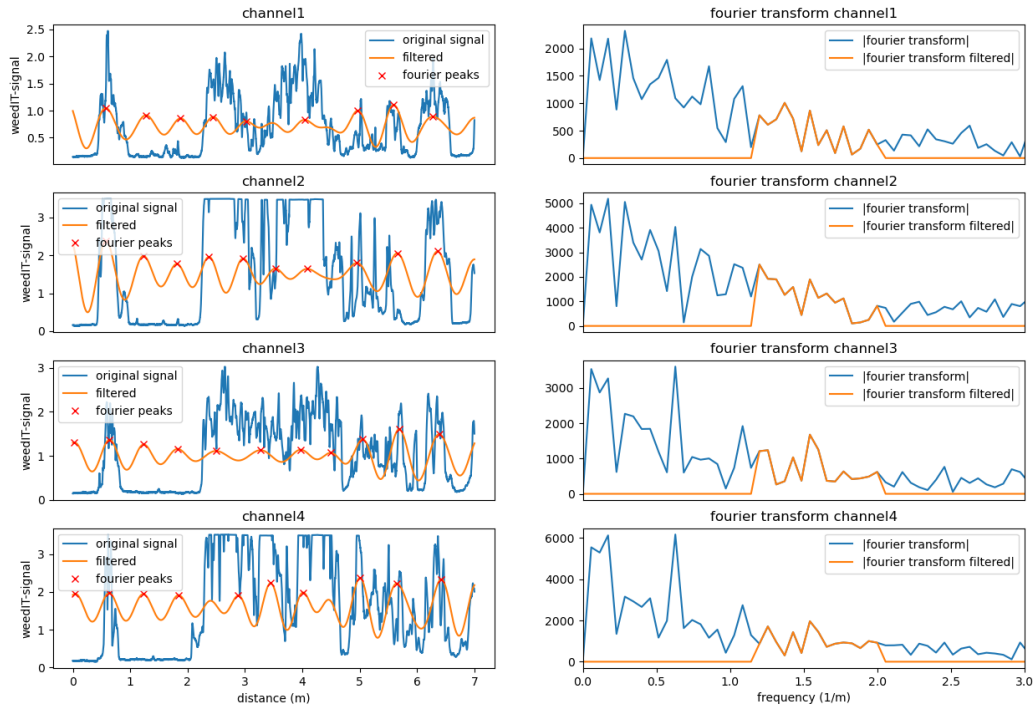 channel1
weedIT-signal
2.5
2.0
1.5
1.0
0.5
original signal
filtered
fourier peaks
fourier transform channel1
2000
1500
1000
500
0
|fourier transform|
|fourier transform filtered|
channel2
weedIT-signal
3
2
1
0
original signal
filtered
fourier peaks
fourier transform channel2
5000
4000
3000
2000
1000
0
|fourier transform|
|fourier transform filtered|
channel3
weedIT-signal
3
2
1
0
original signal
filtered
fourier peaks
fourier transform channel3
3000
2000
1000
0
|fourier transform|
|fourier transform filtered|
channel4
weedIT-signal
3
2
1
0
original signal
filtered
fourier peaks
0 1 2 3 4 5 6 7
distance (m)
fourier transform channel4
6000
4000
2000
0
|fourier transform|
|fourier transform filtered|
0.0 0.5 1.0 1.5 2.0 2.5 3.0
frequency (1/m)